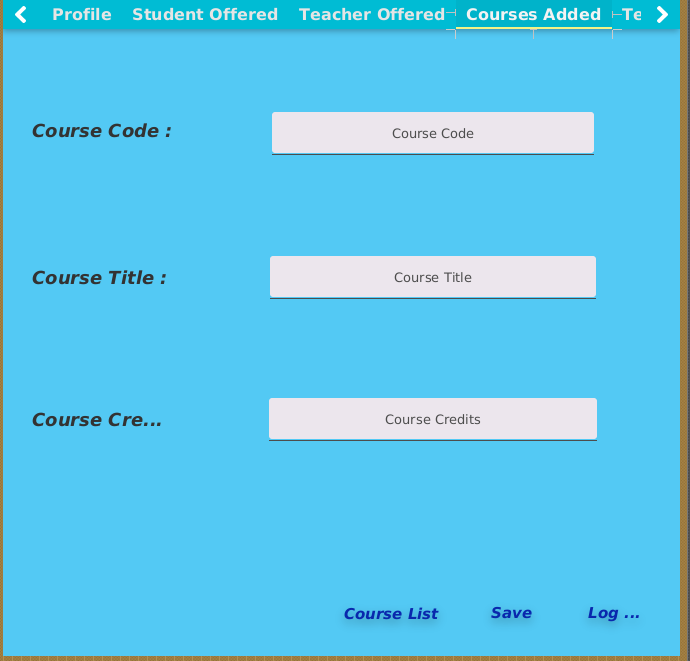 Profile Student Offered Teacher Offered Courses Added Te
Course Code : Course Code
Course Title : Course Title
Course Cre... Course Credits
Course List Save Log ...